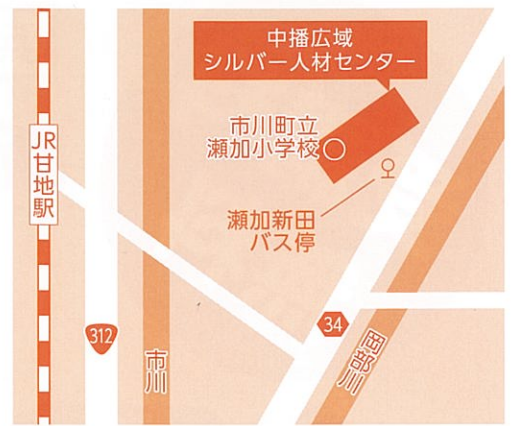 中播広域
シルバー人材センター
市川町立
瀬加小学校
瀬加新田
バス停
JR甘地駅
312
市川
34
岡部川